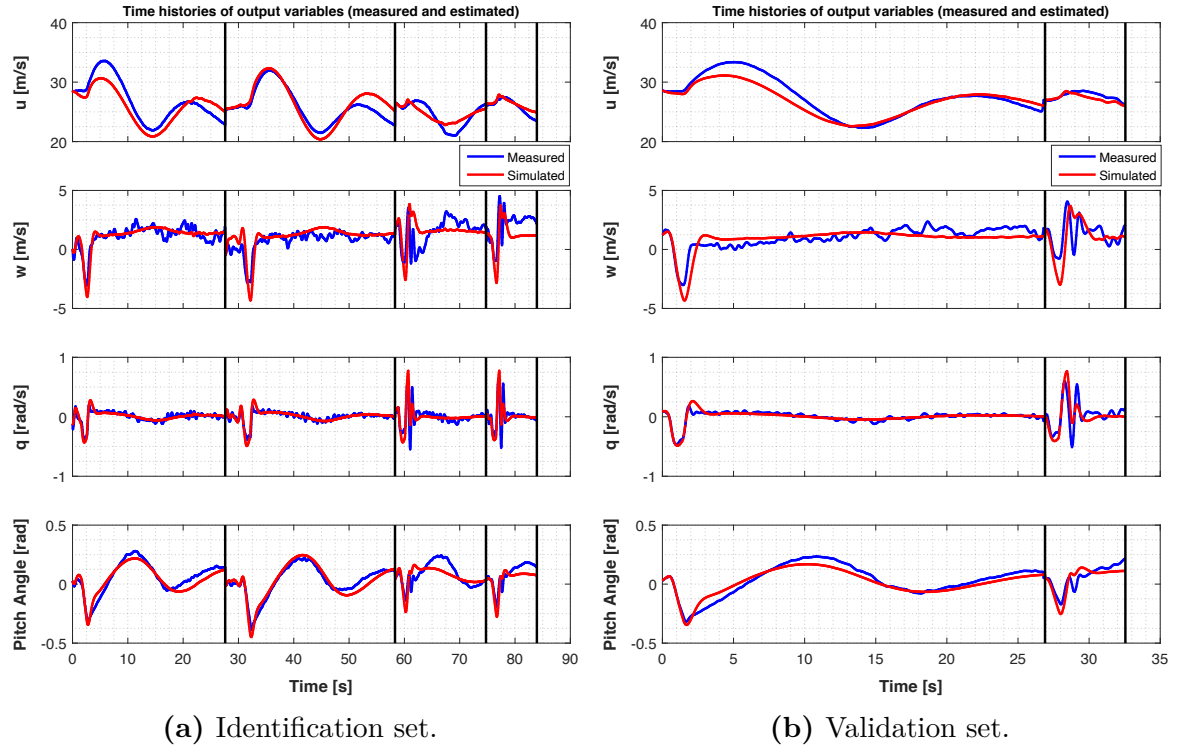 Time histories of output variables (measured and estimated)
40
30
20
u [m/s]
Measured
Simulated
5
0
-5
w [m/s]
1
0
-1
q [rad/s]
0.5
0
-0.5
Pitch Angle [rad]
0 10 20 30 40 50 60 70 80 90
Time [s]
(a) Identification set.
Time histories of output variables (measured and estimated)
40
30
20
u [m/s]
Measured
Simulated
5
0
-5
w [m/s]
1
0
-1
q [rad/s]
0.5
0
-0.5
Pitch Angle [rad]
0 5 10 15 20 25 30 35
Time [s]
(b) Validation set.